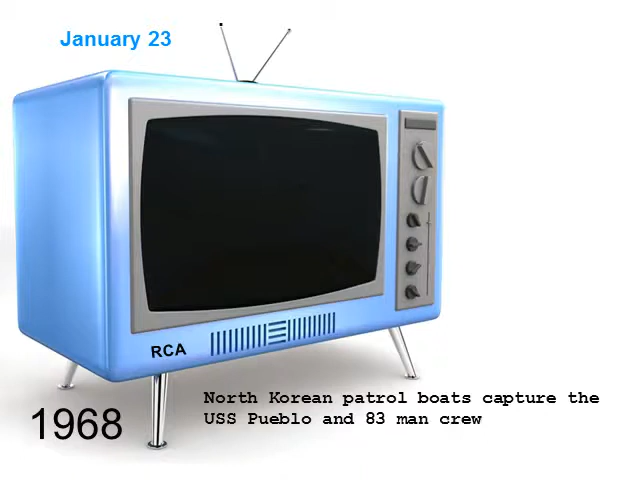 January 23
RCA
1968
North Korean patrol boats capture the
USS Pueblo and 83 man crew